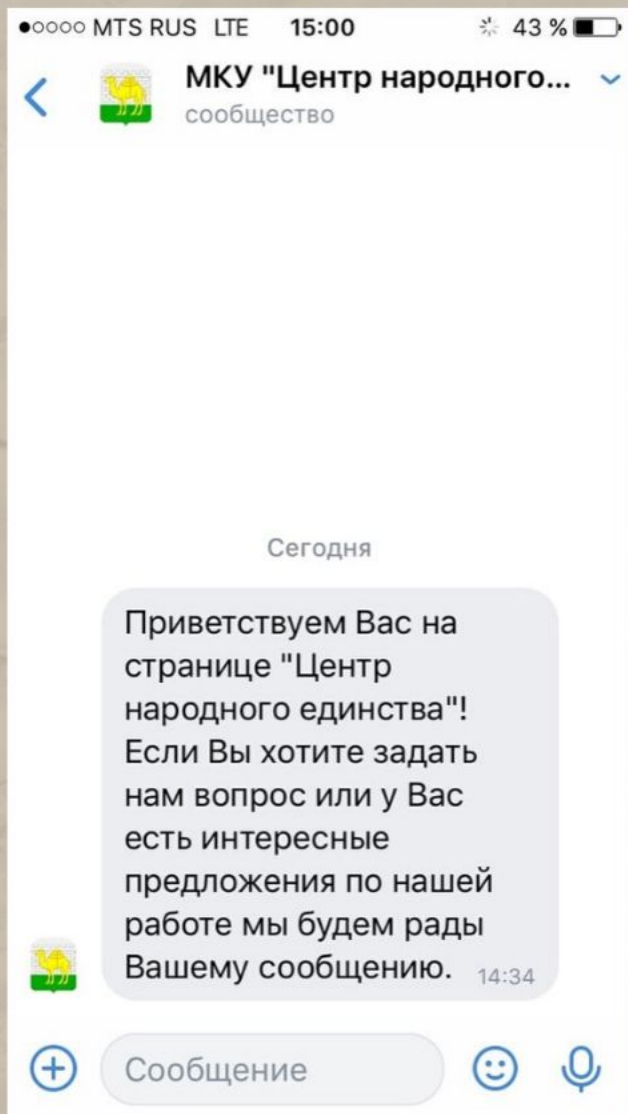 MTS RUS LTE 15:00 43 %
МКУ "Центр народного...
сообщество
Сегодня
Приветствуем Вас на
странице "Центр
народного единства"!
Если Вы хотите задать
нам вопрос или у Вас
есть интересные
предложения по нашей
работе мы будем рады
Вашему сообщению. 14:34
Сообщение